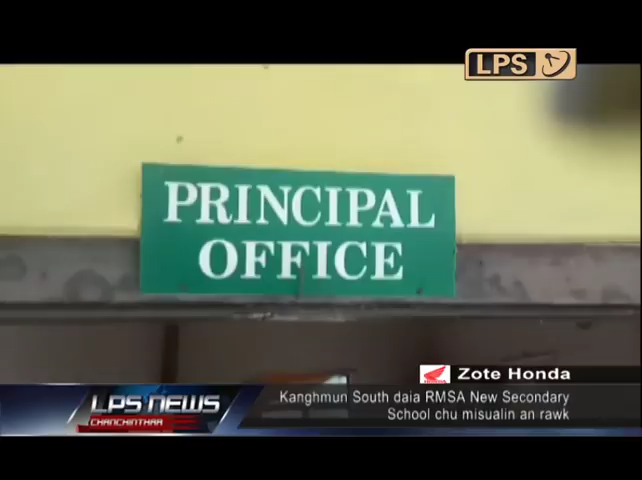 LPS
PRINCIPAL
OFFICE
Zote Honda
LPS NEWS
CHANCHINTHAR
Kanghmun South daia RMSA New Secondary
School chu misualin an rawk